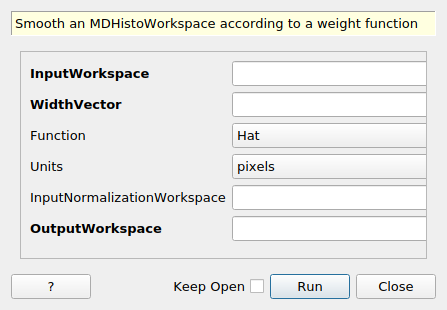 Smooth an MDHistoWorkspace according to a weight function
InputWorkspace
WidthVector
Function Hat
Units pixels
InputNormalizationWorkspace
OutputWorkspace
? Keep Open Run Close